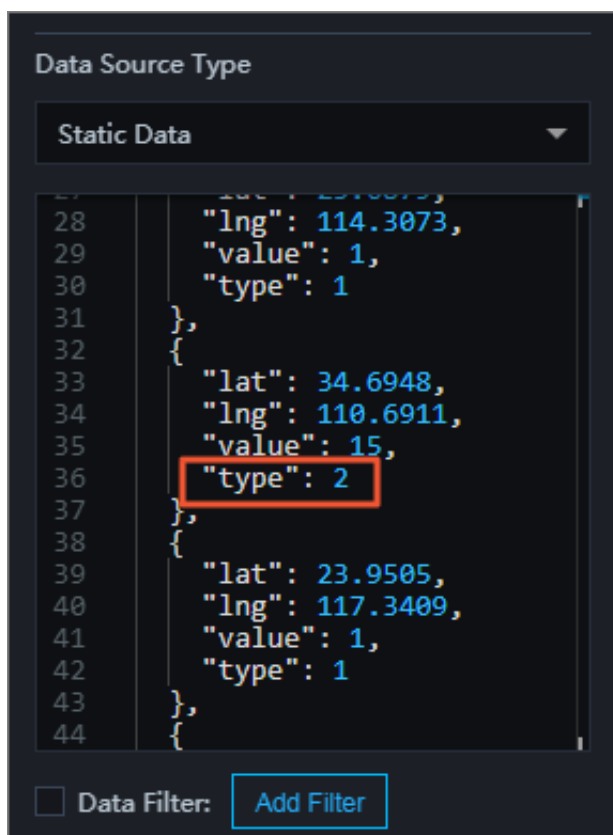 Data Source Type
Static Data
28 "lng": 114.3073,
29 "value": 1,
30 "type": 1
31 },
32 {
33 "lat": 34.6948,
34 "lng": 110.6911,
35 "value": 15,
36 "type": 2
37 },
38 {
39 "lat": 23.9505,
40 "lng": 117.3409,
41 "value": 1,
42 "type": 1
43 },
44 {
Data Filter: Add Filter